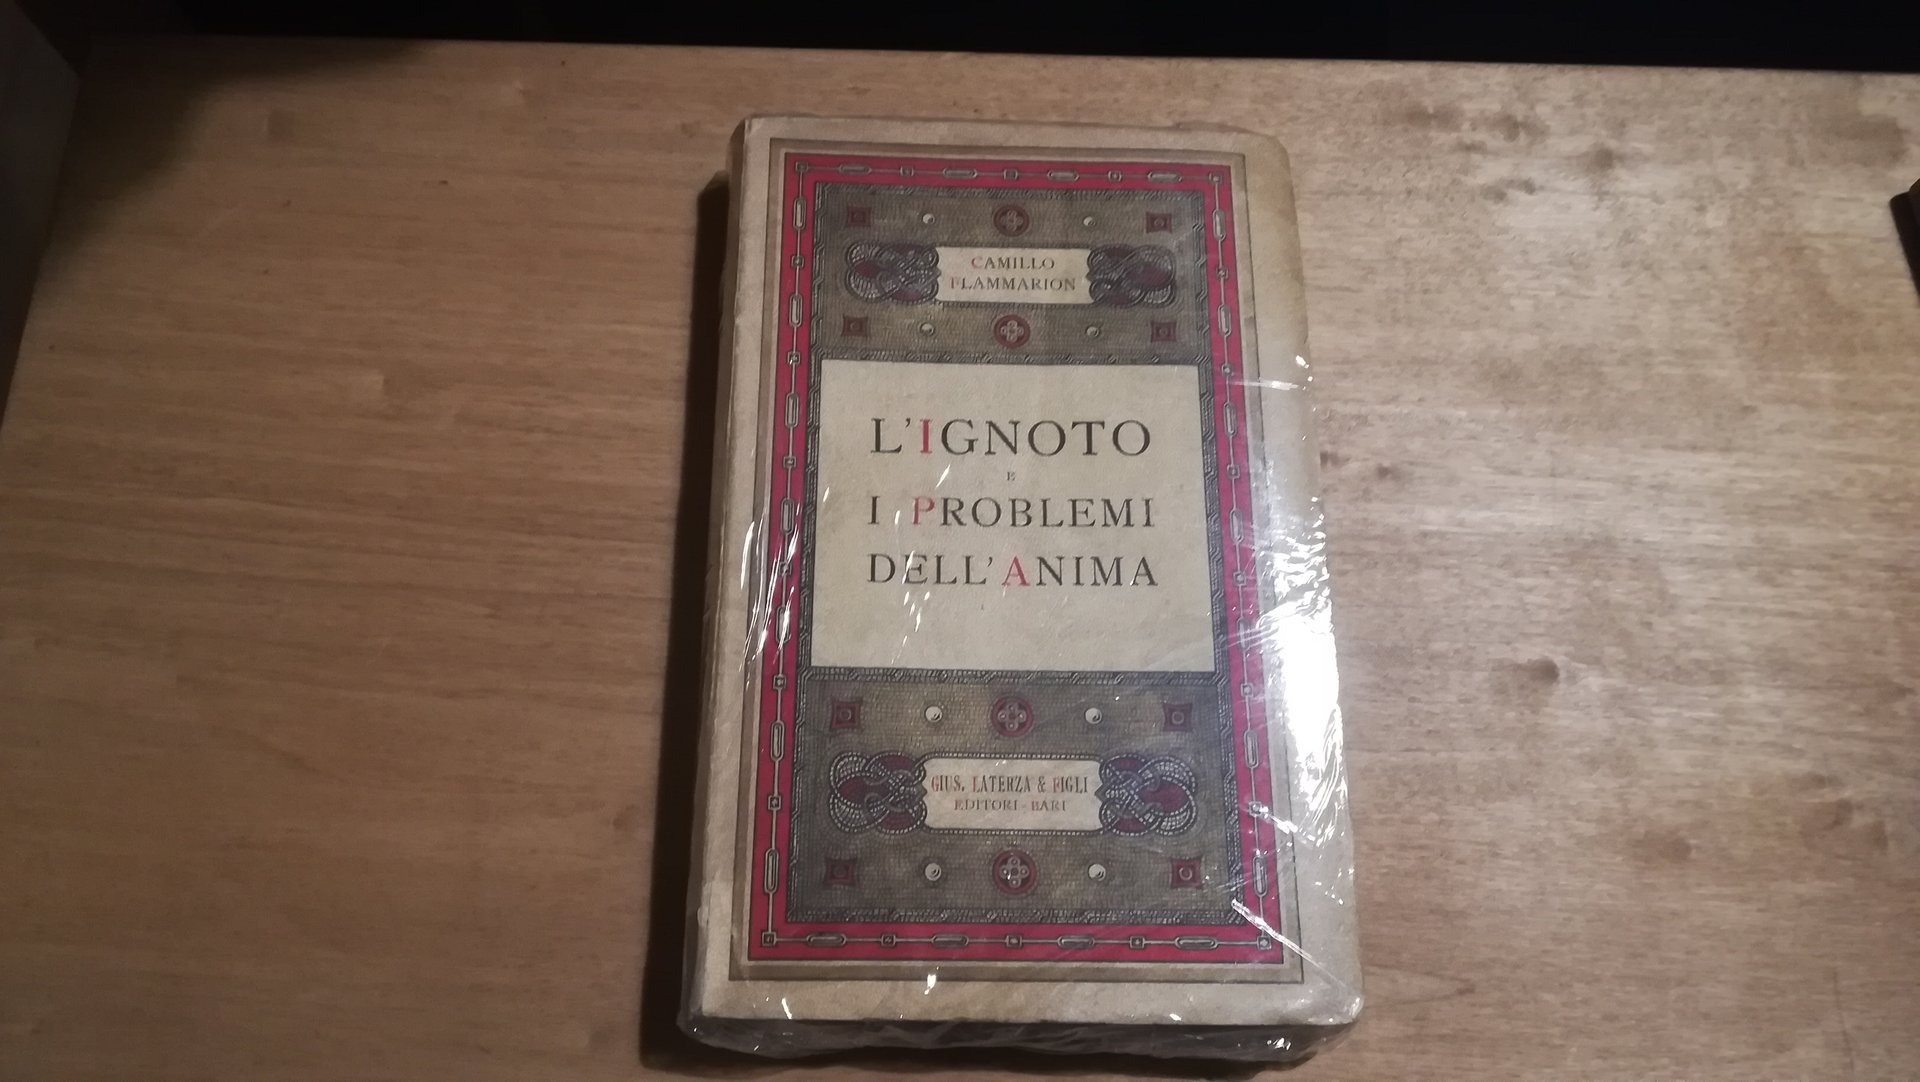 CAMILLO
FLAMMARION
L'IGNOTO
E
I PROBLEMI
DELL'ANIMA
GIUS. LATERZA & FIGLI
EDITORI - BARI